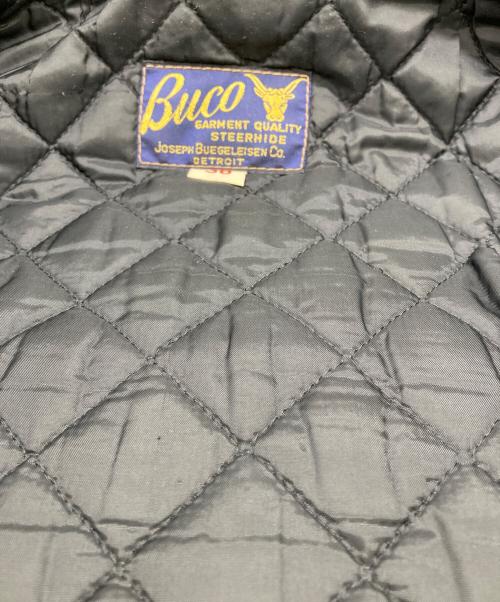 Buco
GARMENT QUALITY
STEERHIDE
JOSEPH BUEGELEISEN CO.
DETROIT
38